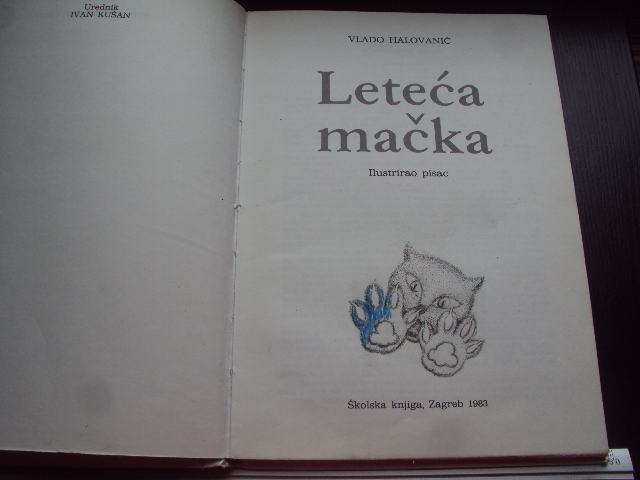 Urednik
IVAN KUŠAN
VLADO HALOVANIĆ
Leteća
mačka
Ilustrirao pisac
Školska knjiga, Zagreb 1983